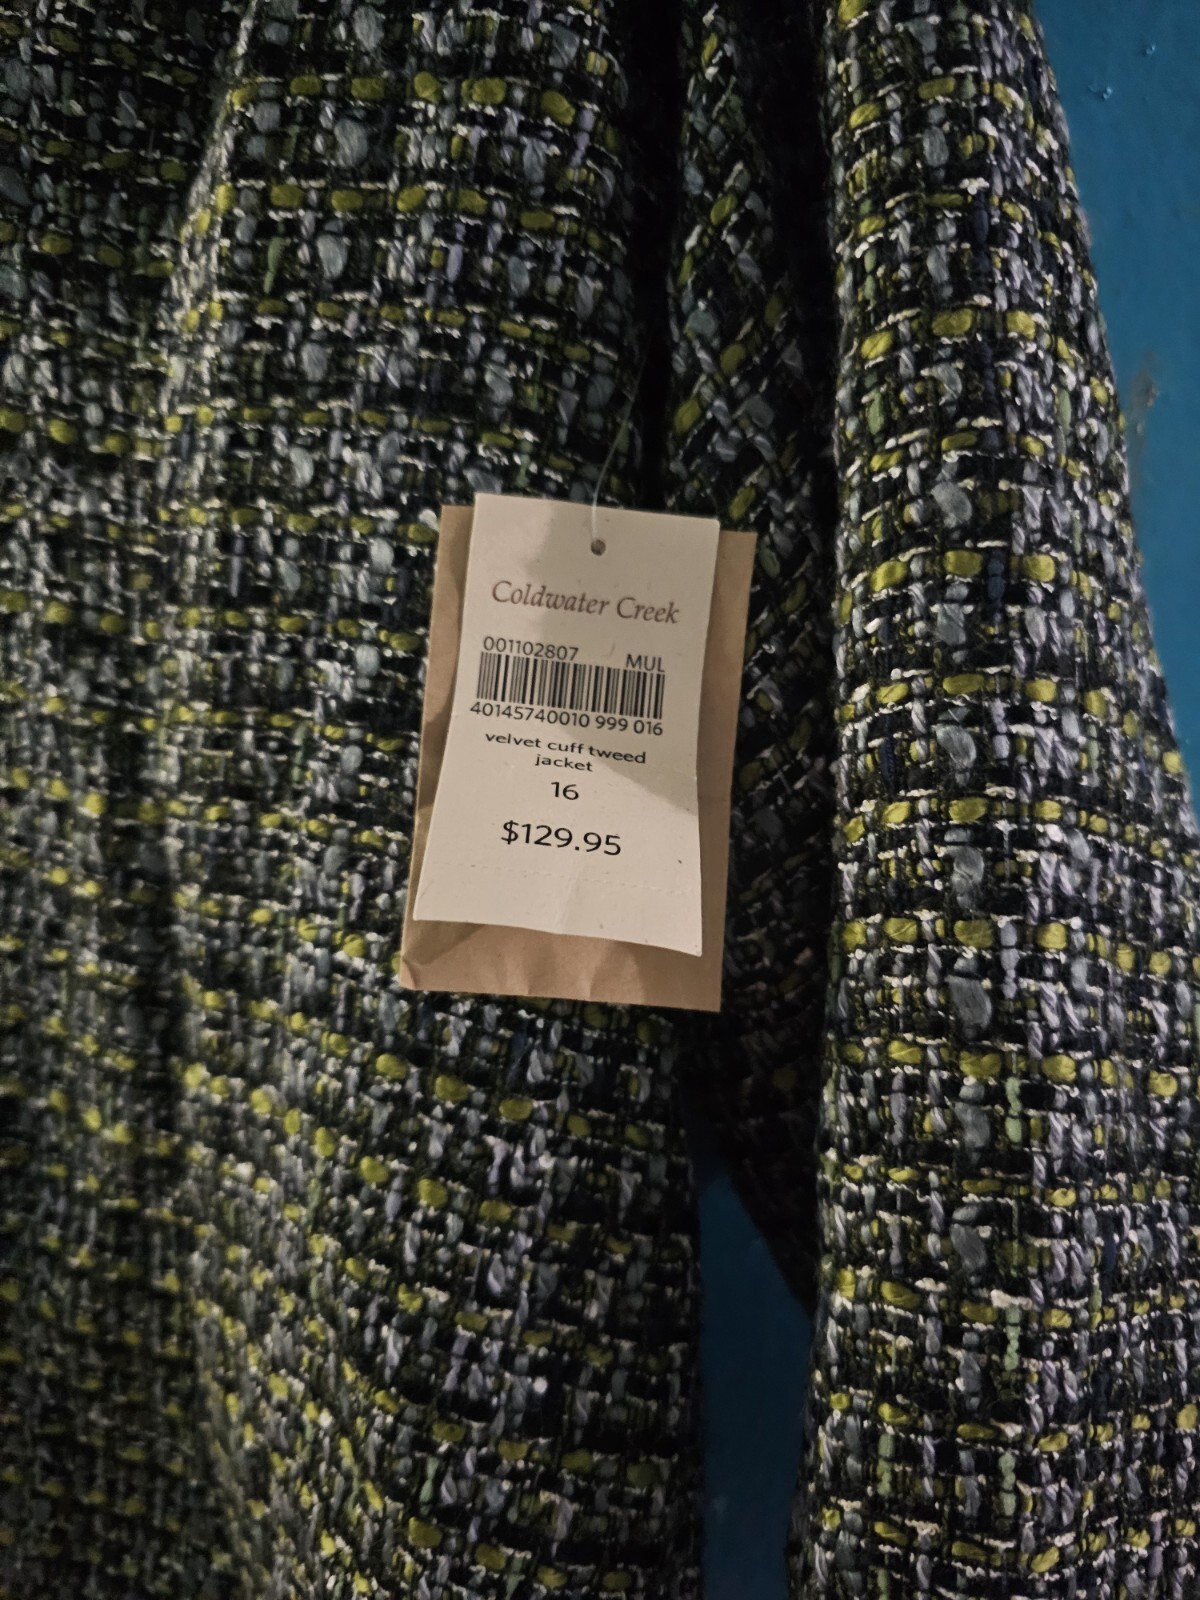 Coldwater Creek
001102807 MUL
40145740010 999 016
velvet cuff tweed
jacket
16
$129.95